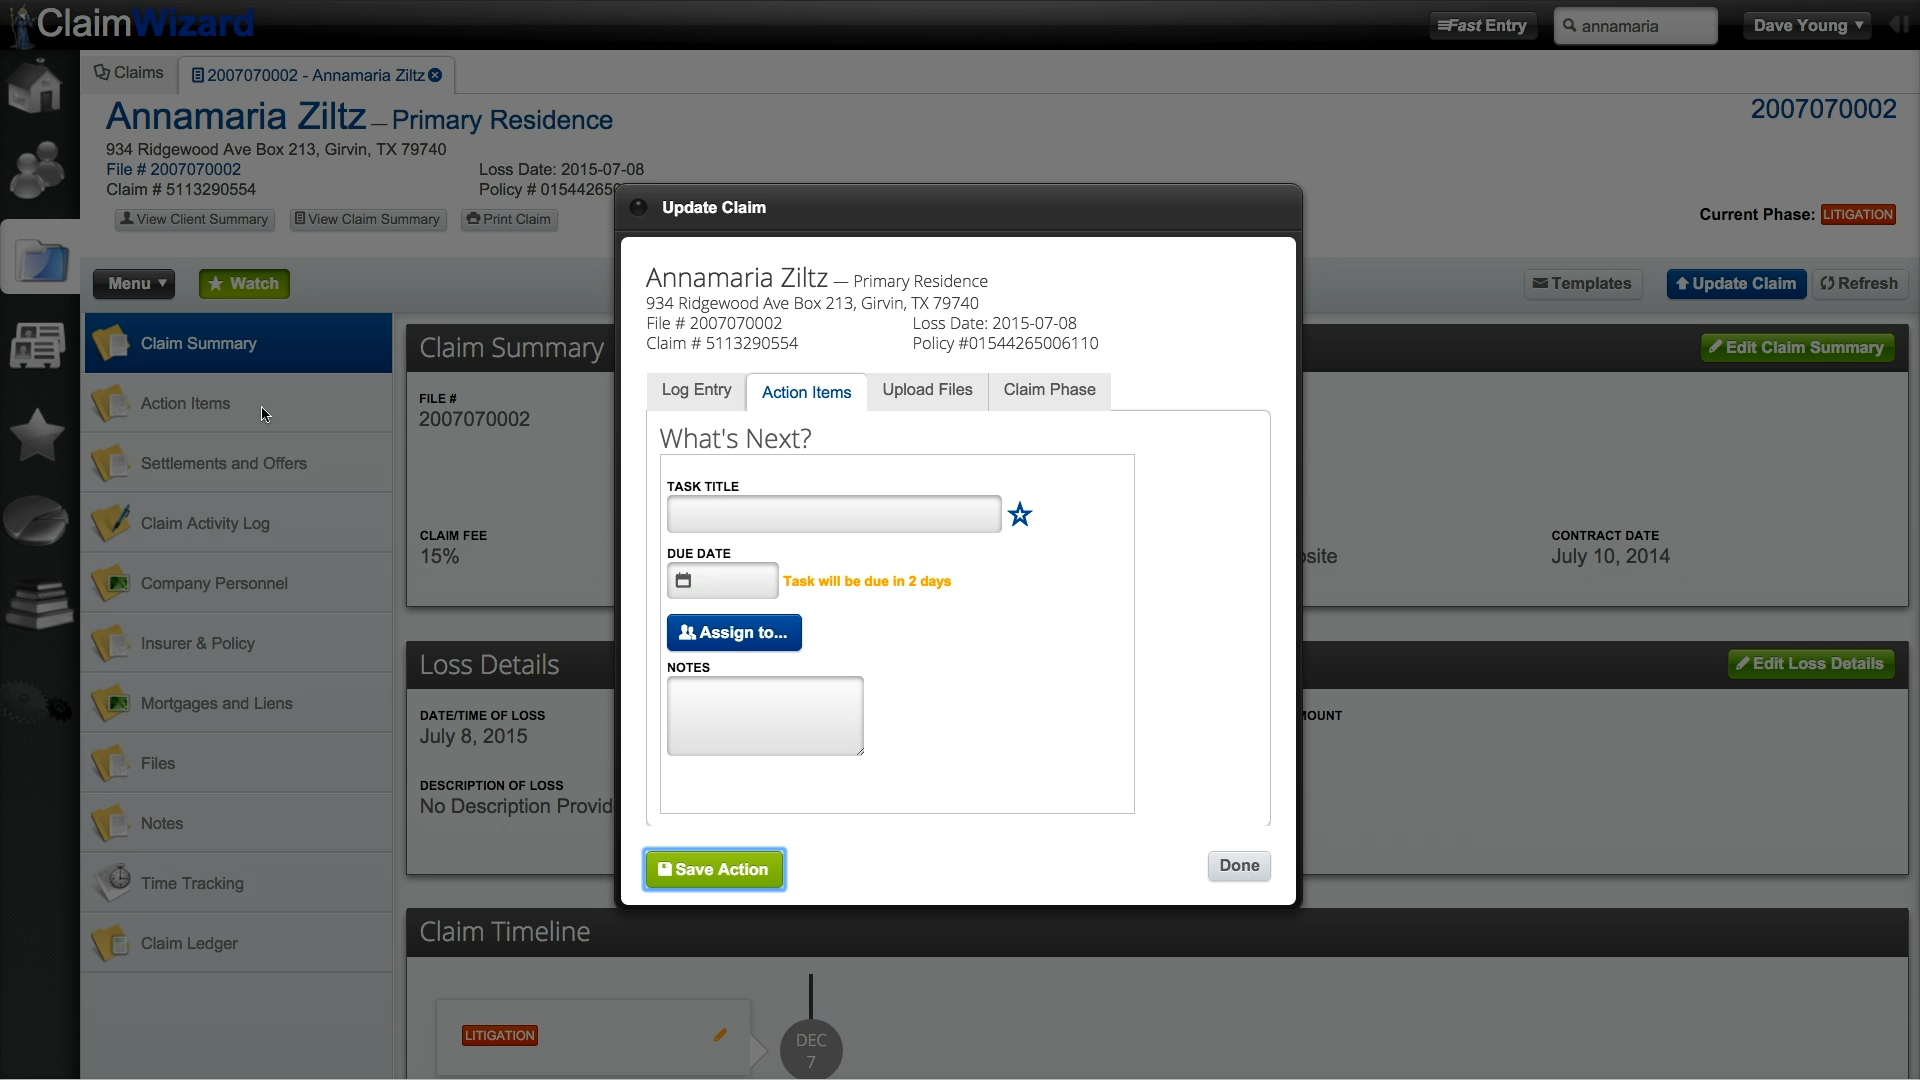 ClaimWizard
Fast Entry
annamaria
Dave Young
Claims
2007070002 - Annamaria Ziltz
Annamaria Ziltz — Primary Residence
2007070002
934 Ridgewood Ave Box 213, Girvin, TX 79740
File # 2007070002
Loss Date: 2015-07-08
Claim # 5113290554
Policy # 01544265
View Client Summary
View Claim Summary
Print Claim
Current Phase: LITIGATION
Menu
Watch
Templates
Update Claim
Refresh
Claim Summary
Action Items
Settlements and Offers
Claim Activity Log
Company Personnel
Insurer & Policy
Mortgages and Liens
Files
Notes
Time Tracking
Claim Ledger
Claim Summary
Edit Claim Summary
FILE #
2007070002
CLAIM FEE
15%
CONTRACT DATE
July 10, 2014
Loss Details
Edit Loss Details
DATE/TIME OF LOSS
July 8, 2015
DESCRIPTION OF LOSS
No Description Provid
Claim Timeline
LITIGATION
DEC
7
Update Claim
Annamaria Ziltz — Primary Residence
934 Ridgewood Ave Box 213, Girvin, TX 79740
File # 2007070002
Loss Date: 2015-07-08
Claim # 5113290554
Policy #01544265006110
Log Entry
Action Items
Upload Files
Claim Phase
What's Next?
TASK TITLE
DUE DATE
Task will be due in 2 days
Assign to...
NOTES
Save Action
Done